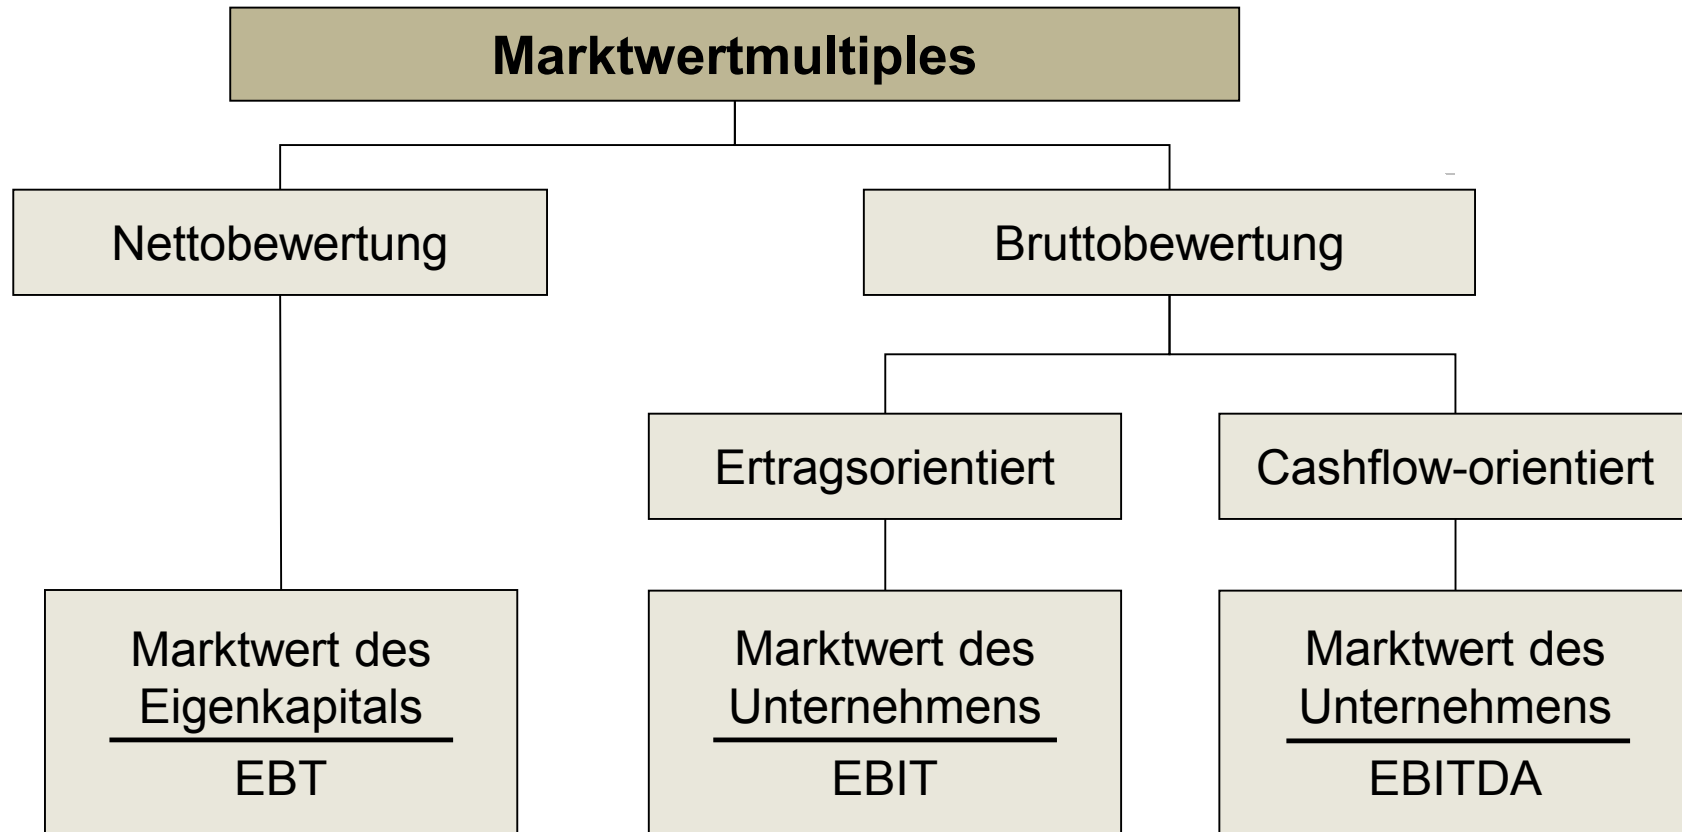 Marktwertmultiples
Nettobewertung
Bruttobewertung
Ertragsorientiert
Cashflow-orientiert
Marktwert des
Eigenkapitals
EBT
Marktwert des
Unternehmens
EBIT
Marktwert des
Unternehmens
EBITDA